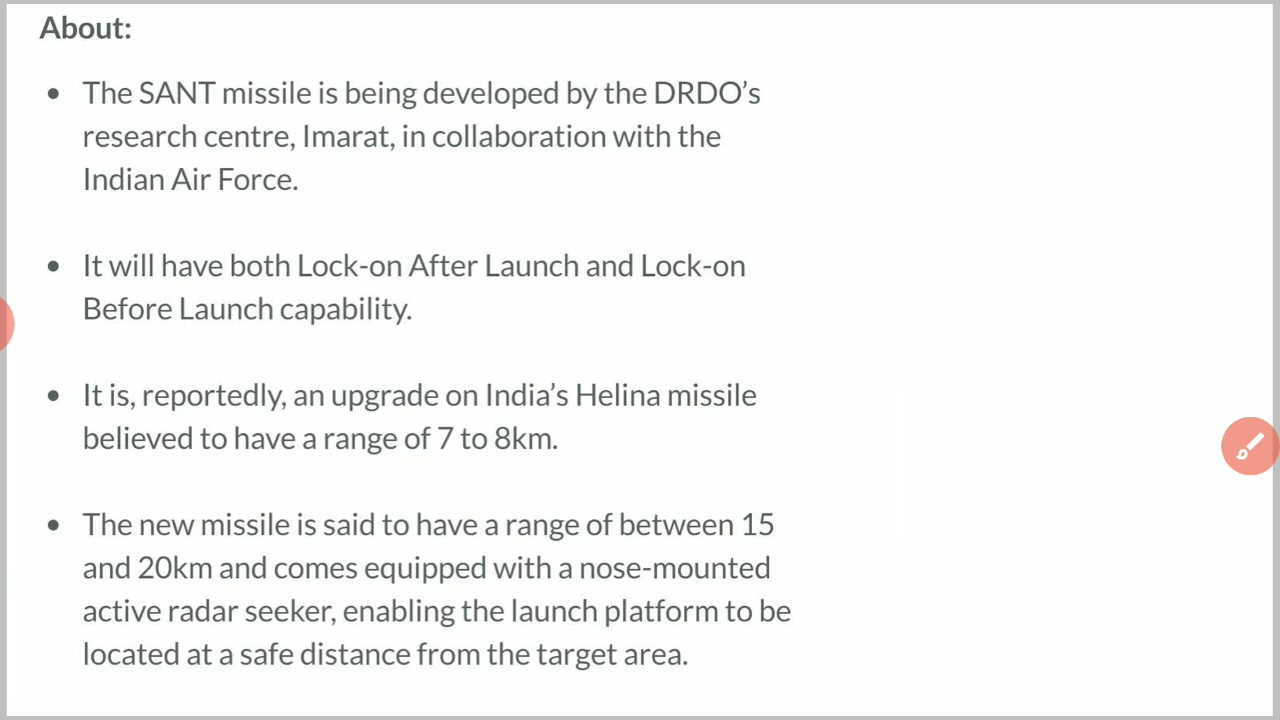 About:
• The SANT missile is being developed by the DRDO’s
research centre, Imarat, in collaboration with the
Indian Air Force.
• It will have both Lock-on After Launch and Lock-on
Before Launch capability.
• It is, reportedly, an upgrade on India’s Helina missile
believed to have a range of 7 to 8km.
• The new missile is said to have a range of between 15
and 20km and comes equipped with a nose-mounted
active radar seeker, enabling the launch platform to be
located at a safe distance from the target area.